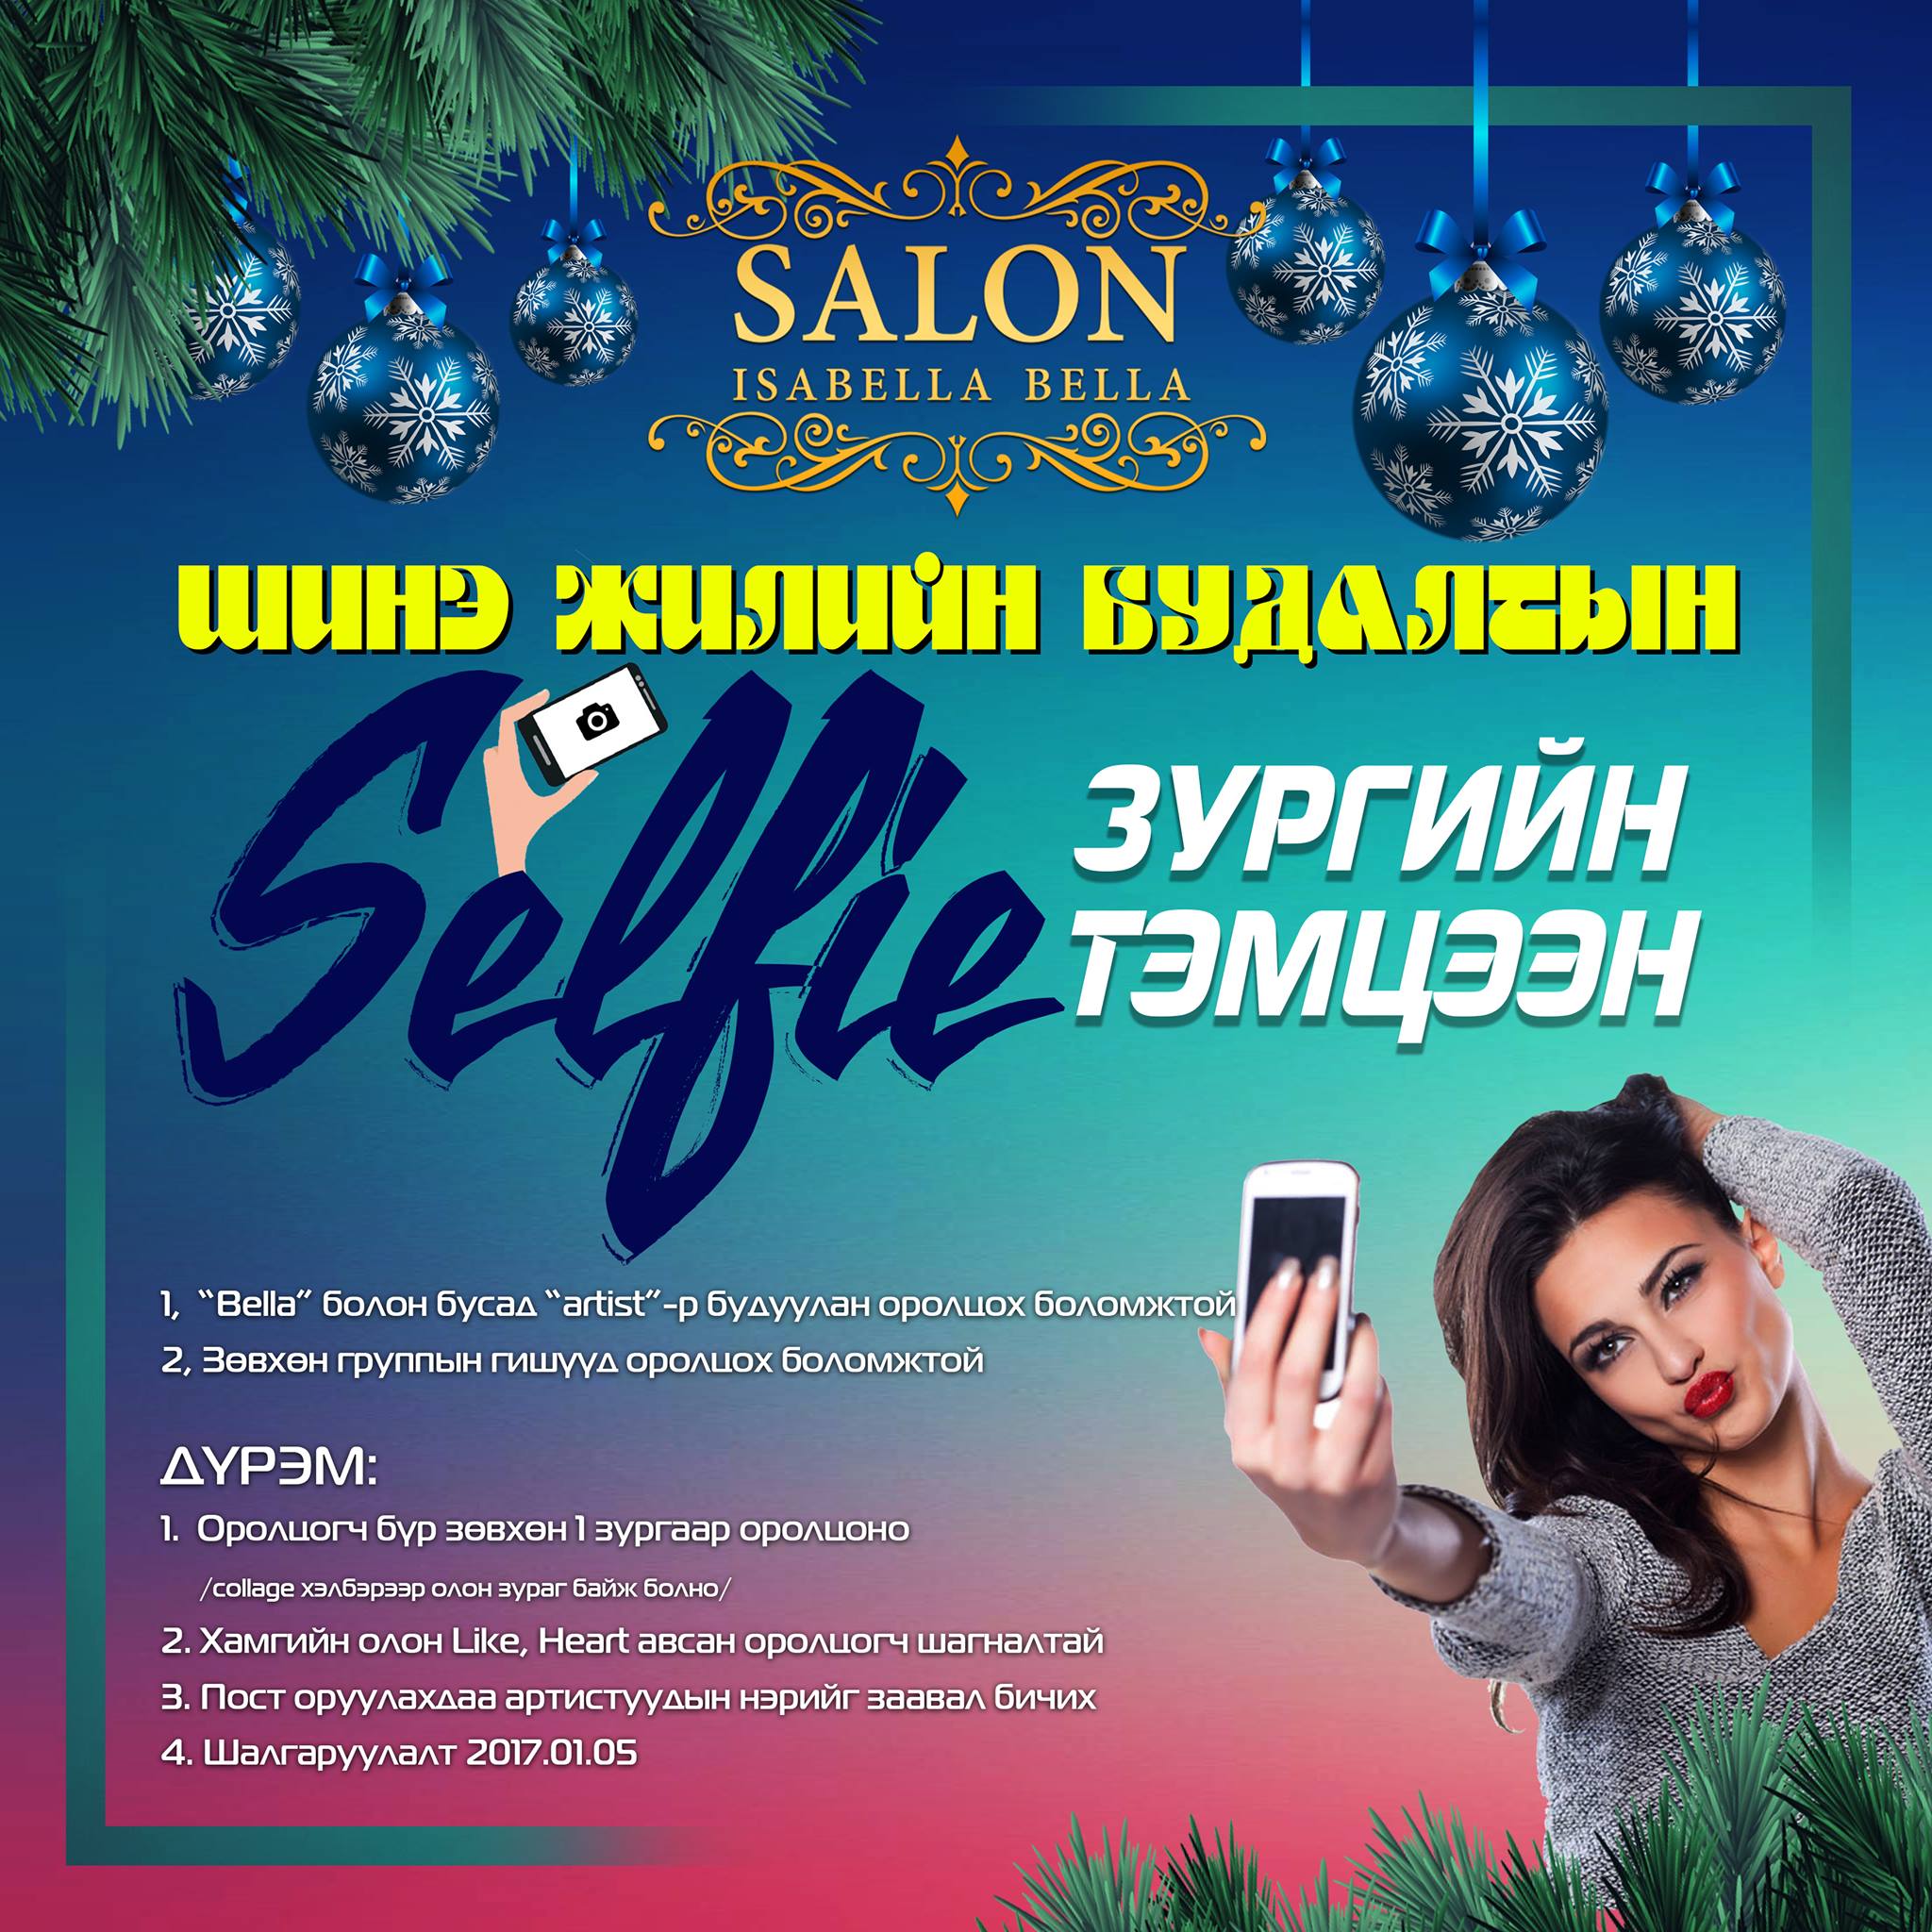 SALON
ISABELLA BELLA
ШИНЭ ЖИЛИЙН БУДАЛТЫН
Selfie
ЗУРГИЙН
ТЭМЦЭЭН
1, “Bella” болон бусад “artist”-р будуулан оролцох боломжтой
2, Зөвхөн группын гишүүд оролцох боломжтой
ДҮРЭМ:
1. Оролцогч бүр зөвхөн 1 зургаар оролцоно
/collage хэлбэрээр олон зураг байж болно/
2. Хамгийн олон Like, Heart авсан оролцогч шагналтай
3. Пост оруулахдаа артистуудын нэрийг заавал бичих
4. Шалгаруулалт 2017.01.05